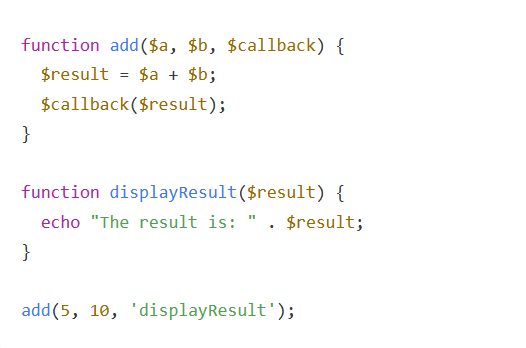 function add($a, $b, $callback) {
  $result = $a + $b;
  $callback($result);
}

function displayResult($result) {
  echo "The result is: " . $result;
}

add(5, 10, 'displayResult');